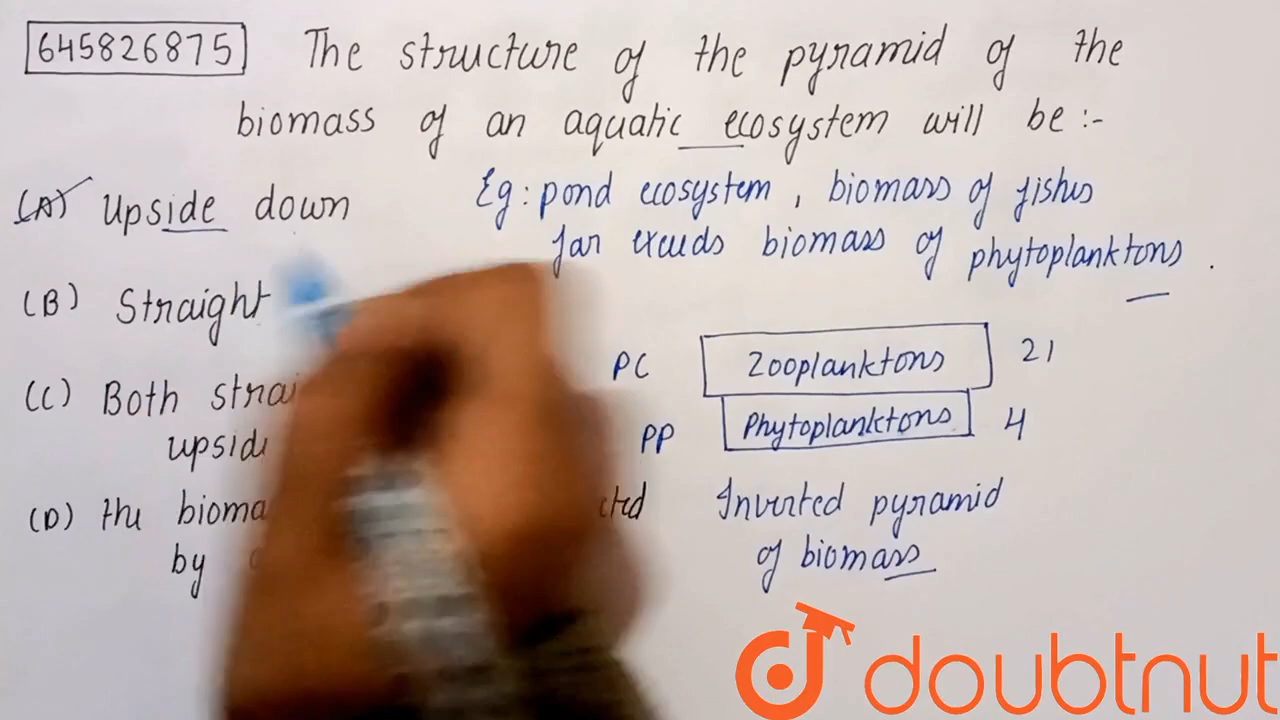 645826875 The structure of the pyramid of the
biomass of an aquatic ecosystem will be :-
(A) Upside down
Eg : pond ecosystem , biomass of fishes
far exceeds biomass of phytoplanktons .
(B) Straight
PC Zooplanktons 21
(C) Both
PP Phytoplanktons 4
(D) the
Inverted pyramid
by
of biomass
doubtnut